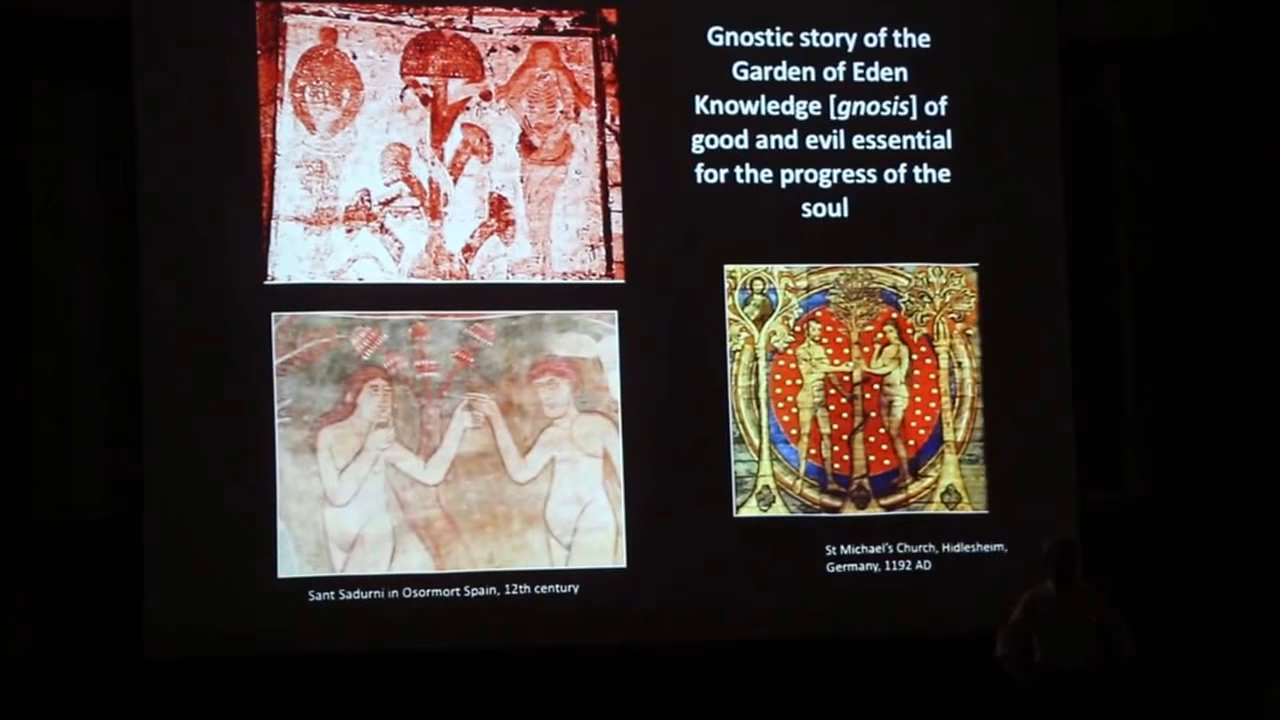 Gnostic story of the
Garden of Eden
Knowledge [gnosis] of
good and evil essential
for the progress of the
soul
Sant Sadurni in Osormort Spain, 12th century
St Michael's Church, Hidlesheim,
Germany, 1192 AD